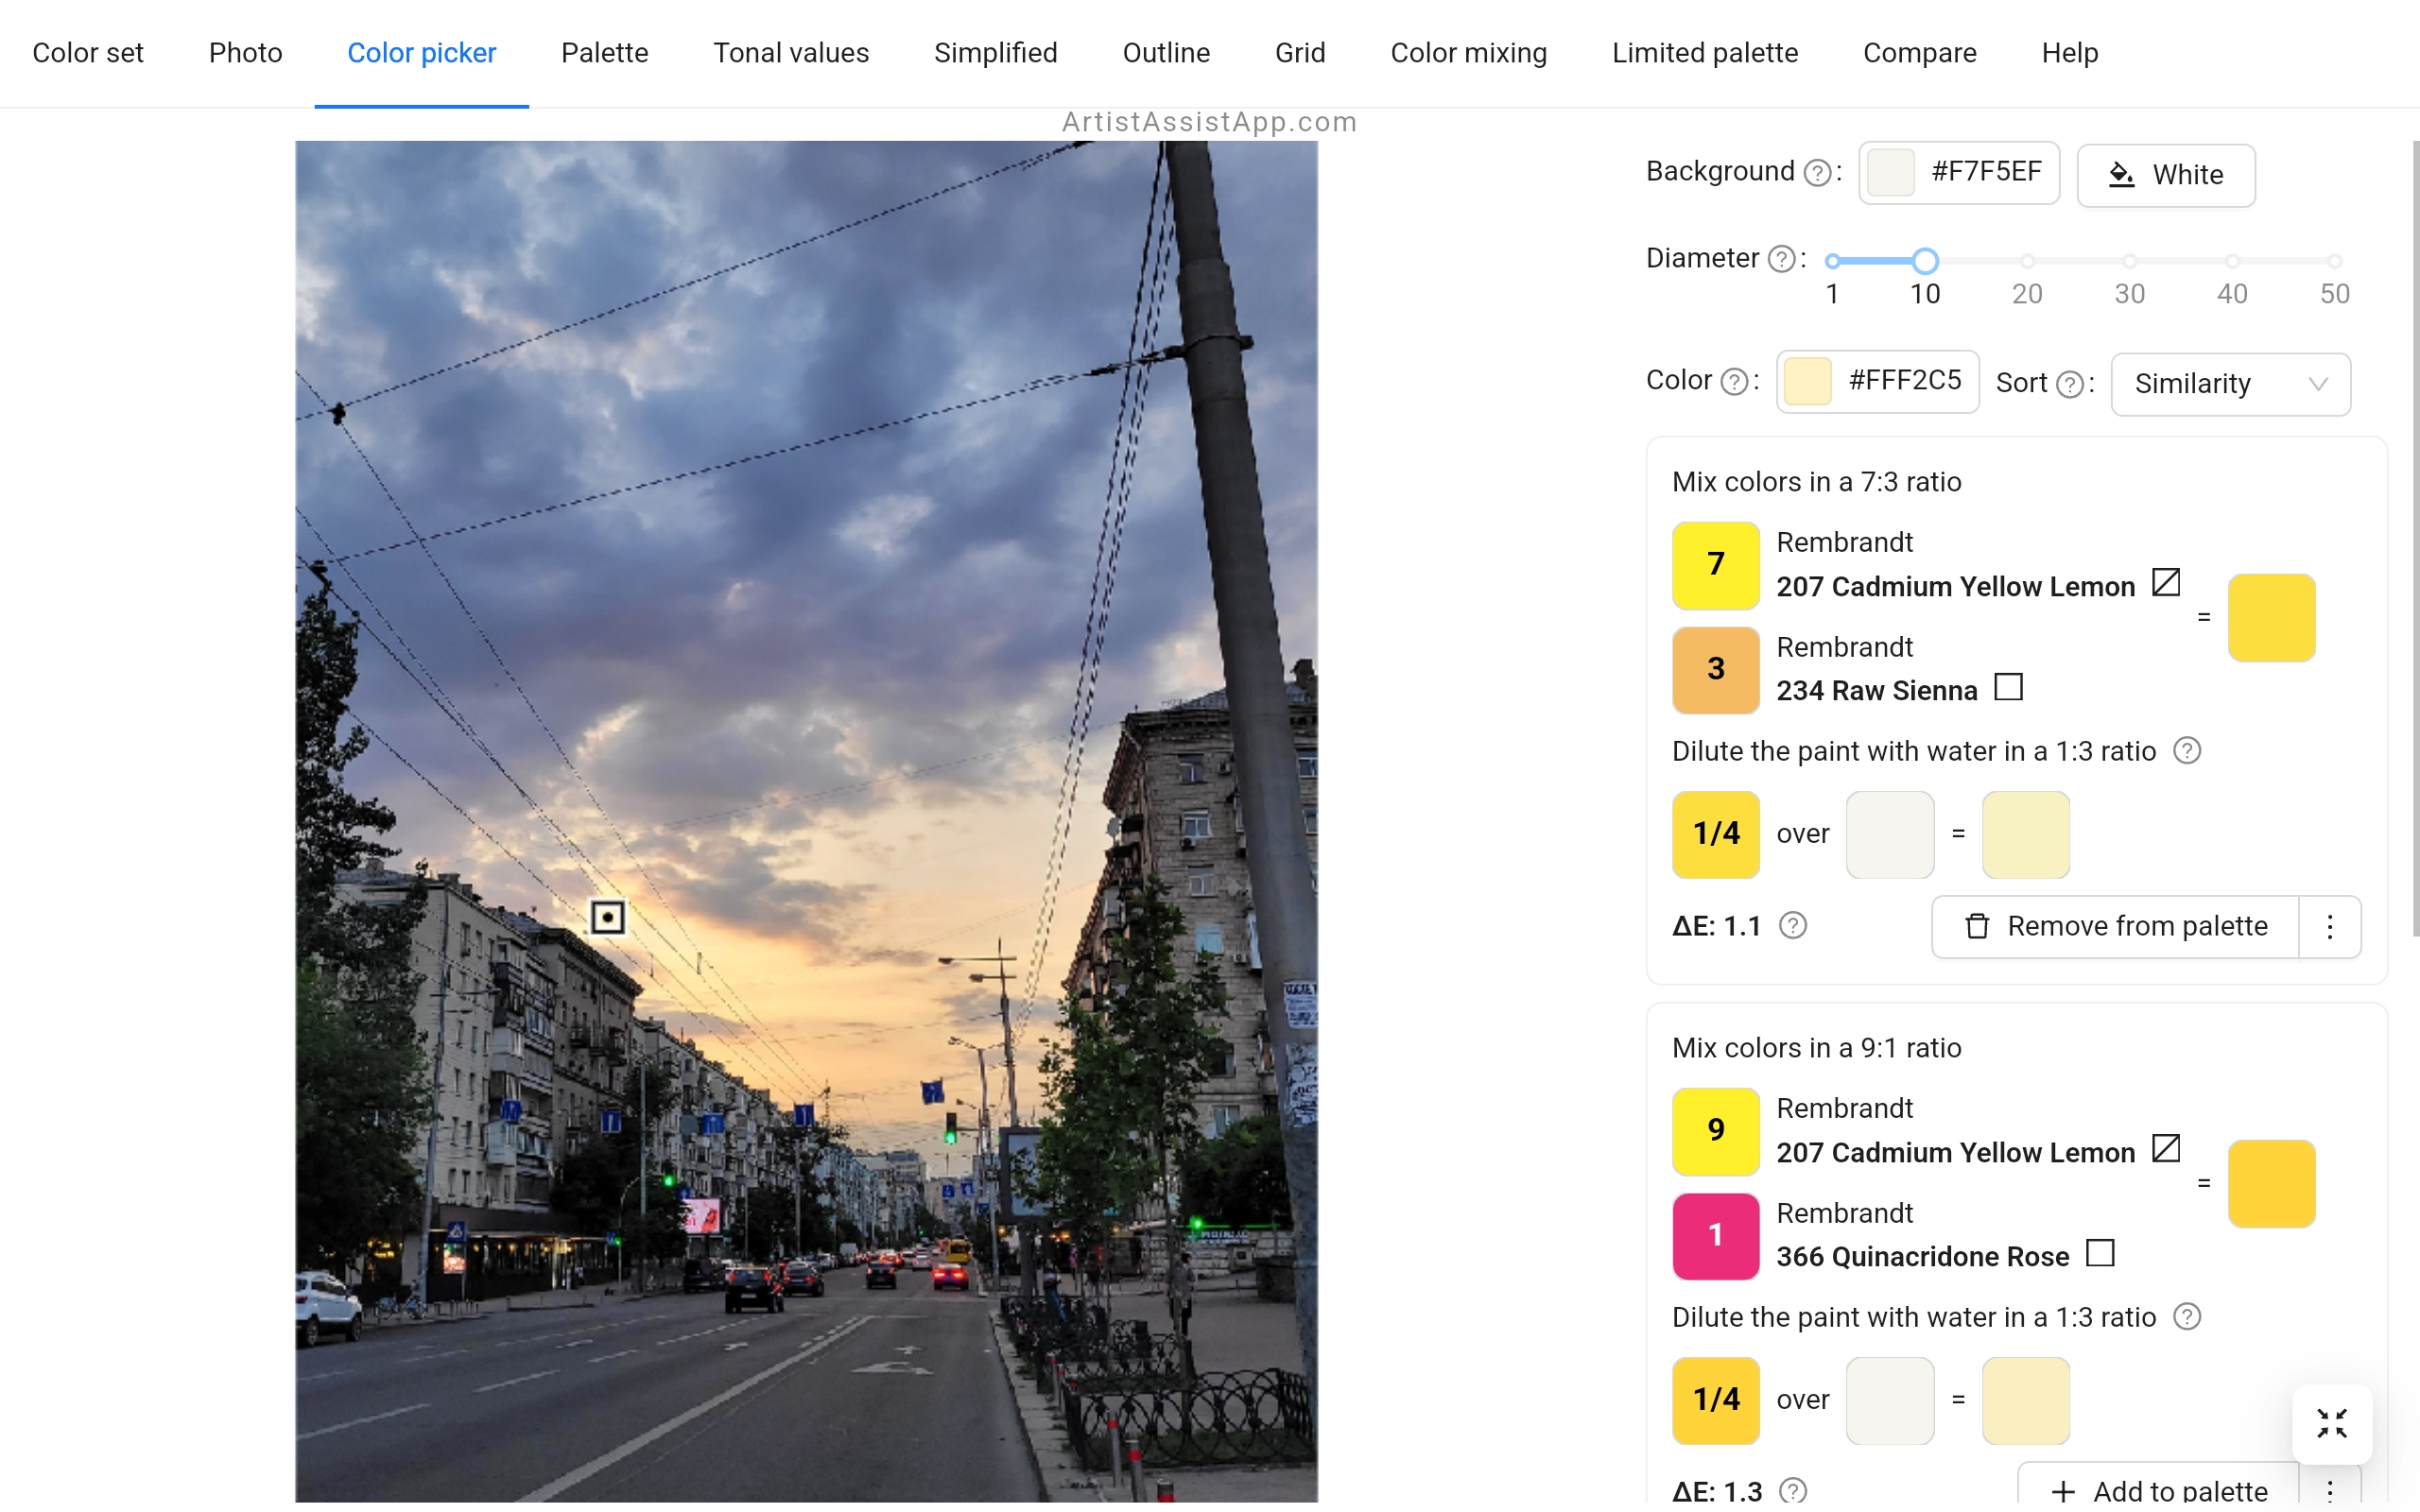 Color set Photo Color picker Palette Tonal values Simplified Outline Grid Color mixing Limited palette Compare Help
ArtistAssistApp.com
Background ? : #F7F5EF White
Diameter ? :
1 10 20 30 40 50
Color ? : #FFF2C5 Sort ? : Similarity
Mix colors in a 7:3 ratio
7 Rembrandt
207 Cadmium Yellow Lemon
=
3 Rembrandt
234 Raw Sienna
Dilute the paint with water in a 1:3 ratio ?
1/4 over =
ΔE: 1.1 ? Remove from palette
Mix colors in a 9:1 ratio
9 Rembrandt
207 Cadmium Yellow Lemon
=
1 Rembrandt
366 Quinacridone Rose
Dilute the paint with water in a 1:3 ratio ?
1/4 over =
ΔE: 1.3 ? + Add to palette